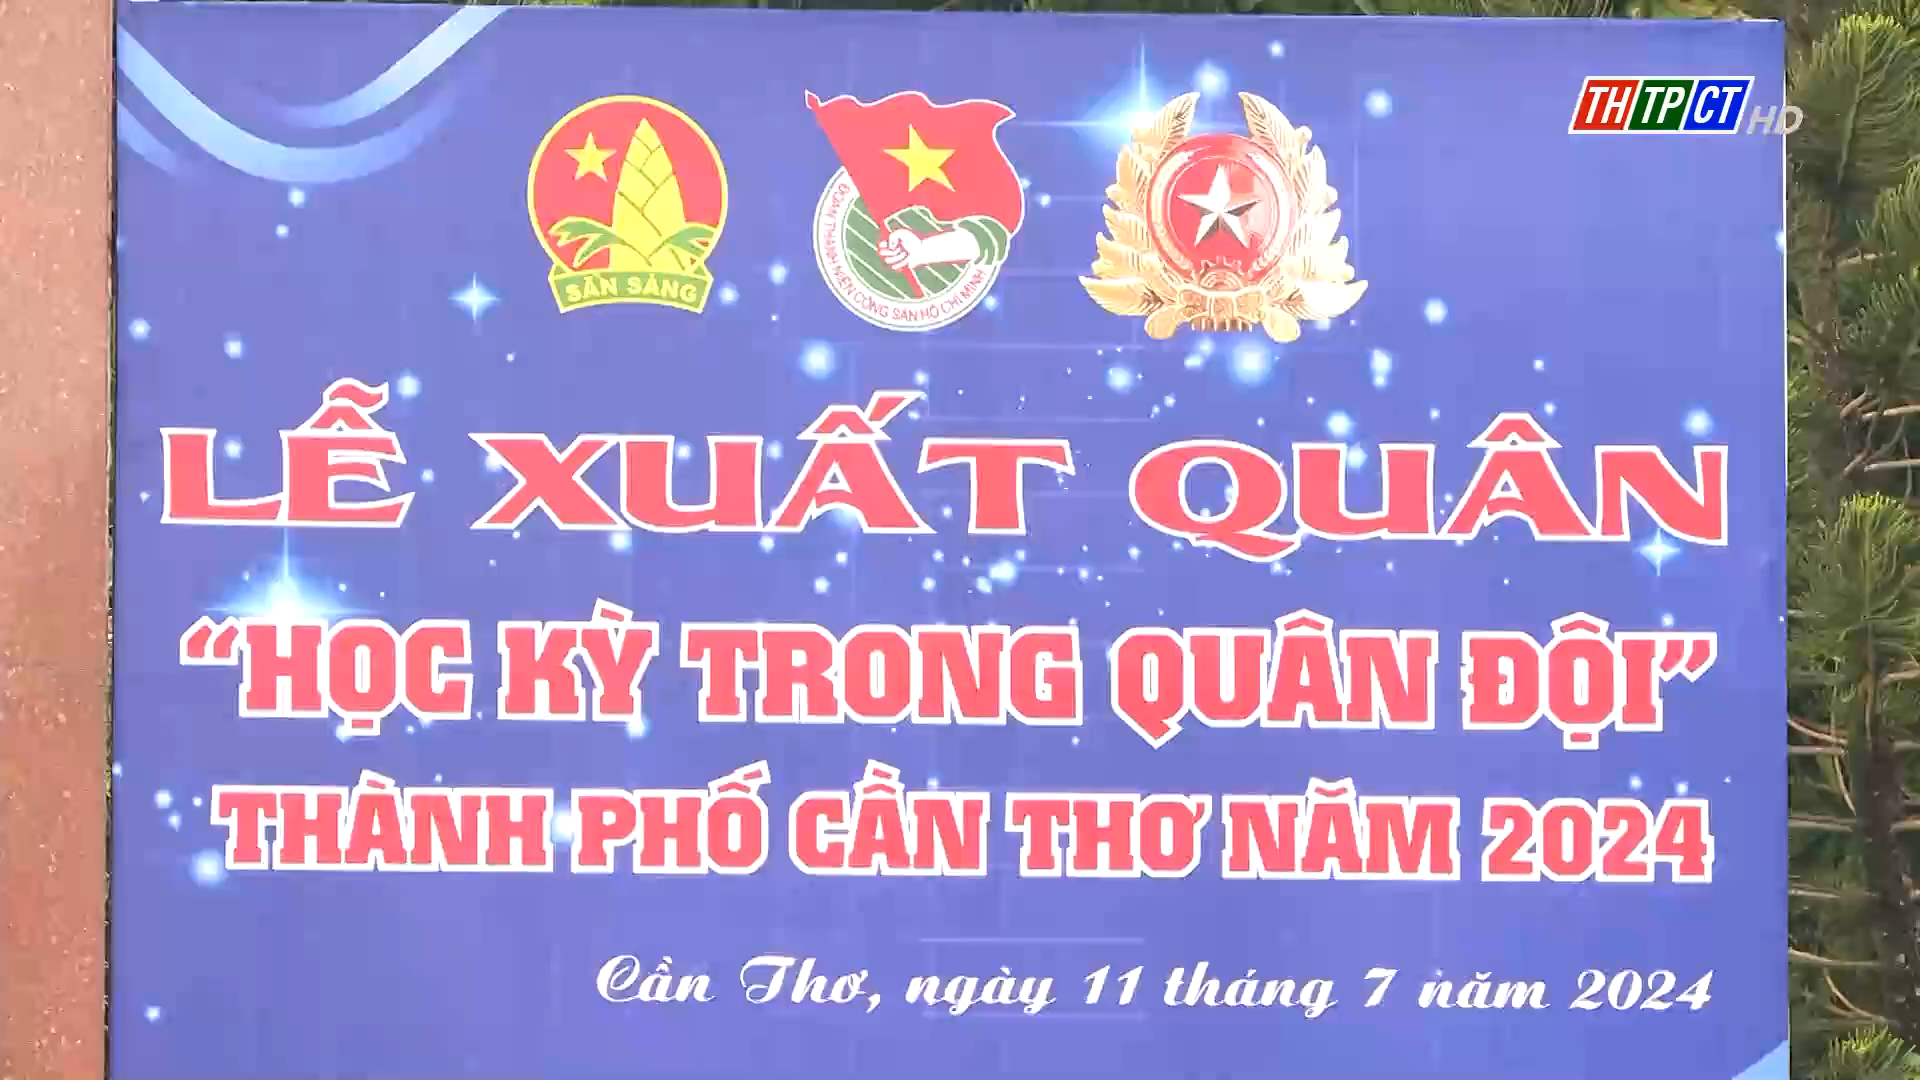 THTPCT HD
SẴN SÀNG
ĐOÀN THANH NIÊN CỘNG SẢN HỒ CHÍ MINH
LỄ XUẤT QUÂN
“HỌC KỲ TRONG QUÂN ĐỘI”
THÀNH PHỐ CẦN THƠ NĂM 2024
Cần Thơ, ngày 11 tháng 7 năm 2024